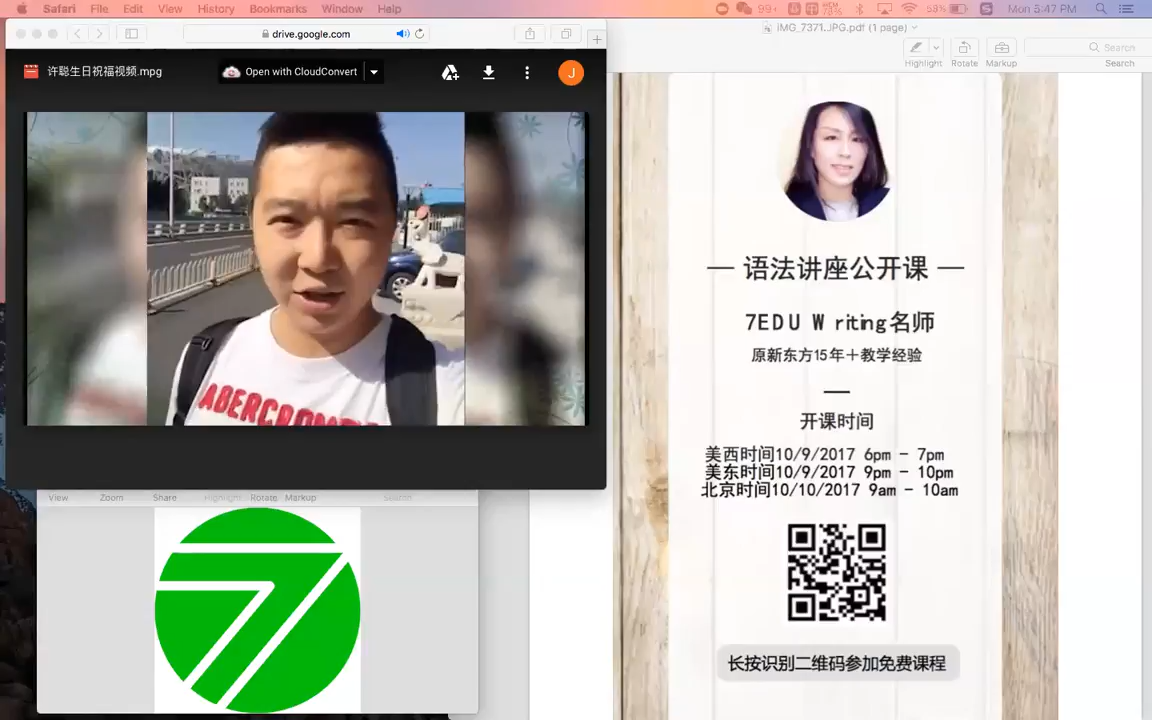 Safari File Edit View History Bookmarks Window Help
99+ 58% Mon 5:47 PM
drive.google.com
IMG_7371.JPG.pdf (1 page)
Search
Highlight Rotate Markup Search
许聪生日祝福视频.mpg
Open with CloudConvert
J
ABERCROM
语法讲座公开课
7EDU Writing名师
原新东方15年+教学经验
开课时间
美西时间10/9/2017 6pm - 7pm
美东时间10/9/2017 9pm - 10pm
北京时间10/10/2017 9am - 10am
长按识别二维码参加免费课程
View Zoom Share Highlight Rotate Markup Search
7